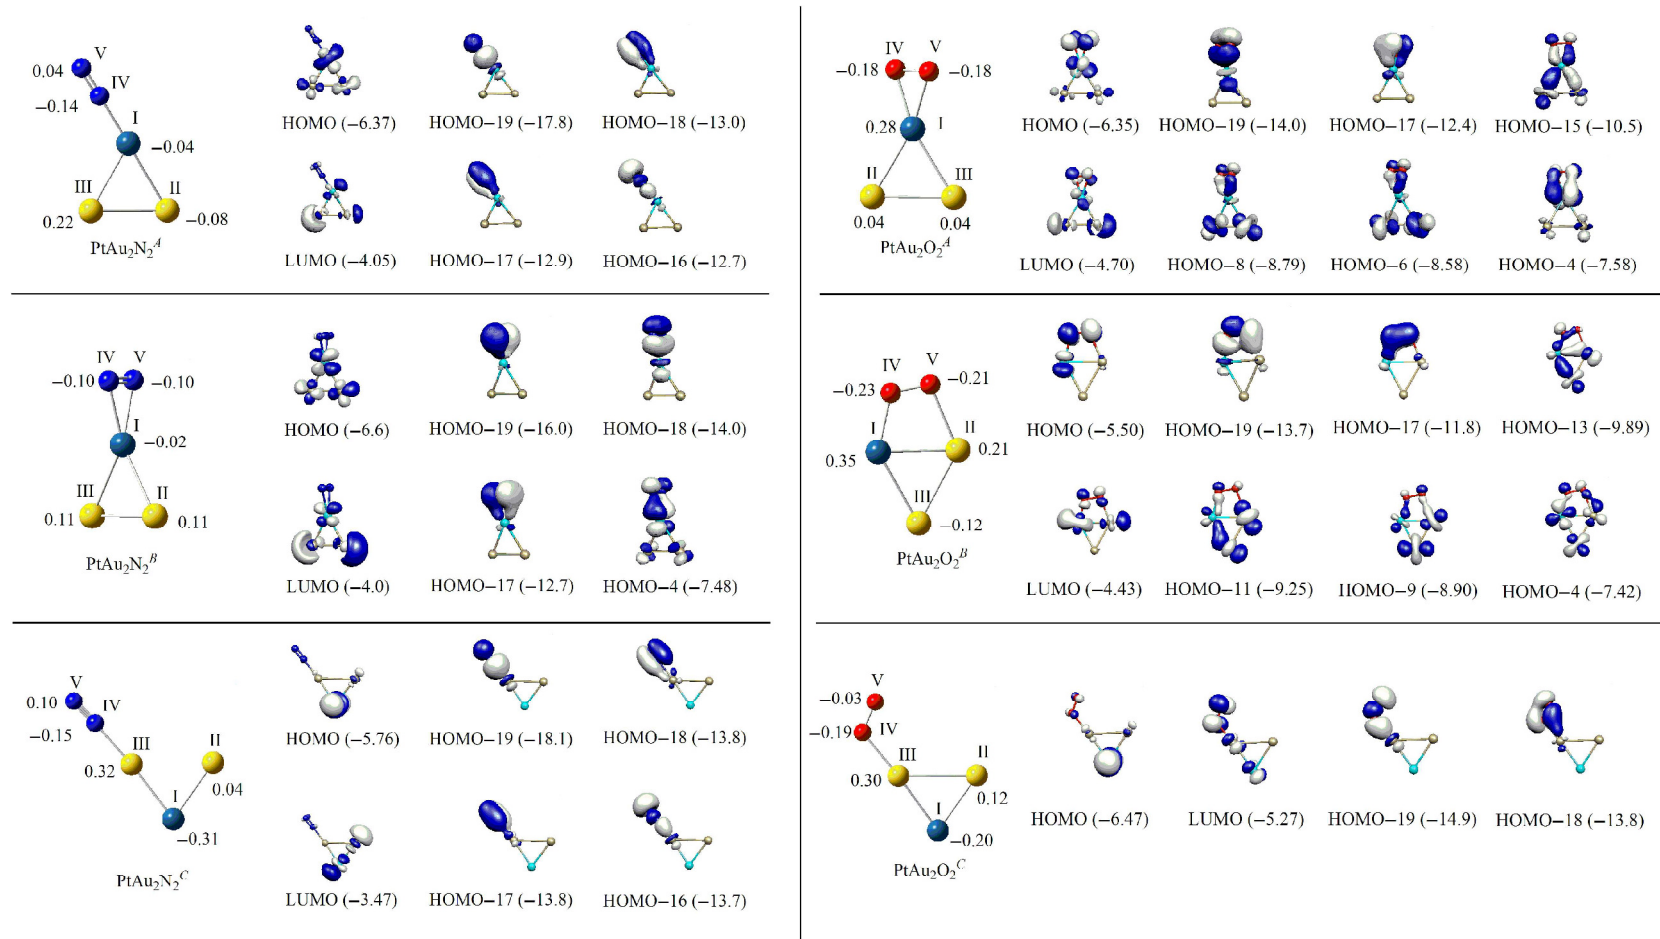 V
0.04
IV
−0.14
I
−0.04
III
II
0.22
−0.08
PtAu₂N₂ᴬ
HOMO (−6.37)
HOMO−19 (−17.8)
HOMO−18 (−13.0)
LUMO (−4.05)
HOMO−17 (−12.9)
HOMO−16 (−12.7)
IV V
−0.10
−0.10
I
−0.02
III
II
0.11
0.11
PtAu₂N₂ᴮ
HOMO (−6.6)
HOMO−19 (−16.0)
HOMO−18 (−14.0)
LUMO (−4.0)
HOMO−17 (−12.7)
HOMO−4 (−7.48)
V
0.10
IV
−0.15
III
II
0.32
0.04
I
−0.31
PtAu₂N₂C
HOMO (−5.76)
HOMO−19 (−18.1)
HOMO−18 (−13.8)
LUMO (−3.47)
HOMO−17 (−13.8)
HOMO−16 (−13.7)
IV V
−0.18
−0.18
0.28
I
II
III
0.04
0.04
PtAu₂O₂ᴬ
HOMO (−6.35)
HOMO−19 (−14.0)
HOMO−17 (−12.4)
HOMO−15 (−10.5)
LUMO (−4.70)
HOMO−8 (−8.79)
HOMO−6 (−8.58)
HOMO−4 (−7.58)
V
IV
−0.21
−0.23
I
II
0.35
0.21
III
−0.12
PtAu₂O₂ᴮ
HOMO (−5.50)
HOMO−19 (−13.7)
HOMO−17 (−11.8)
HOMO−13 (−9.89)
LUMO (−4.43)
HOMO−11 (−9.25)
HOMO−9 (−8.90)
HOMO−4 (−7.42)
V
−0.03
IV
−0.19
III
II
0.30
0.12
I
−0.20
PtAu₂O₂C
HOMO (−6.47)
LUMO (−5.27)
HOMO−19 (−14.9)
HOMO−18 (−13.8)